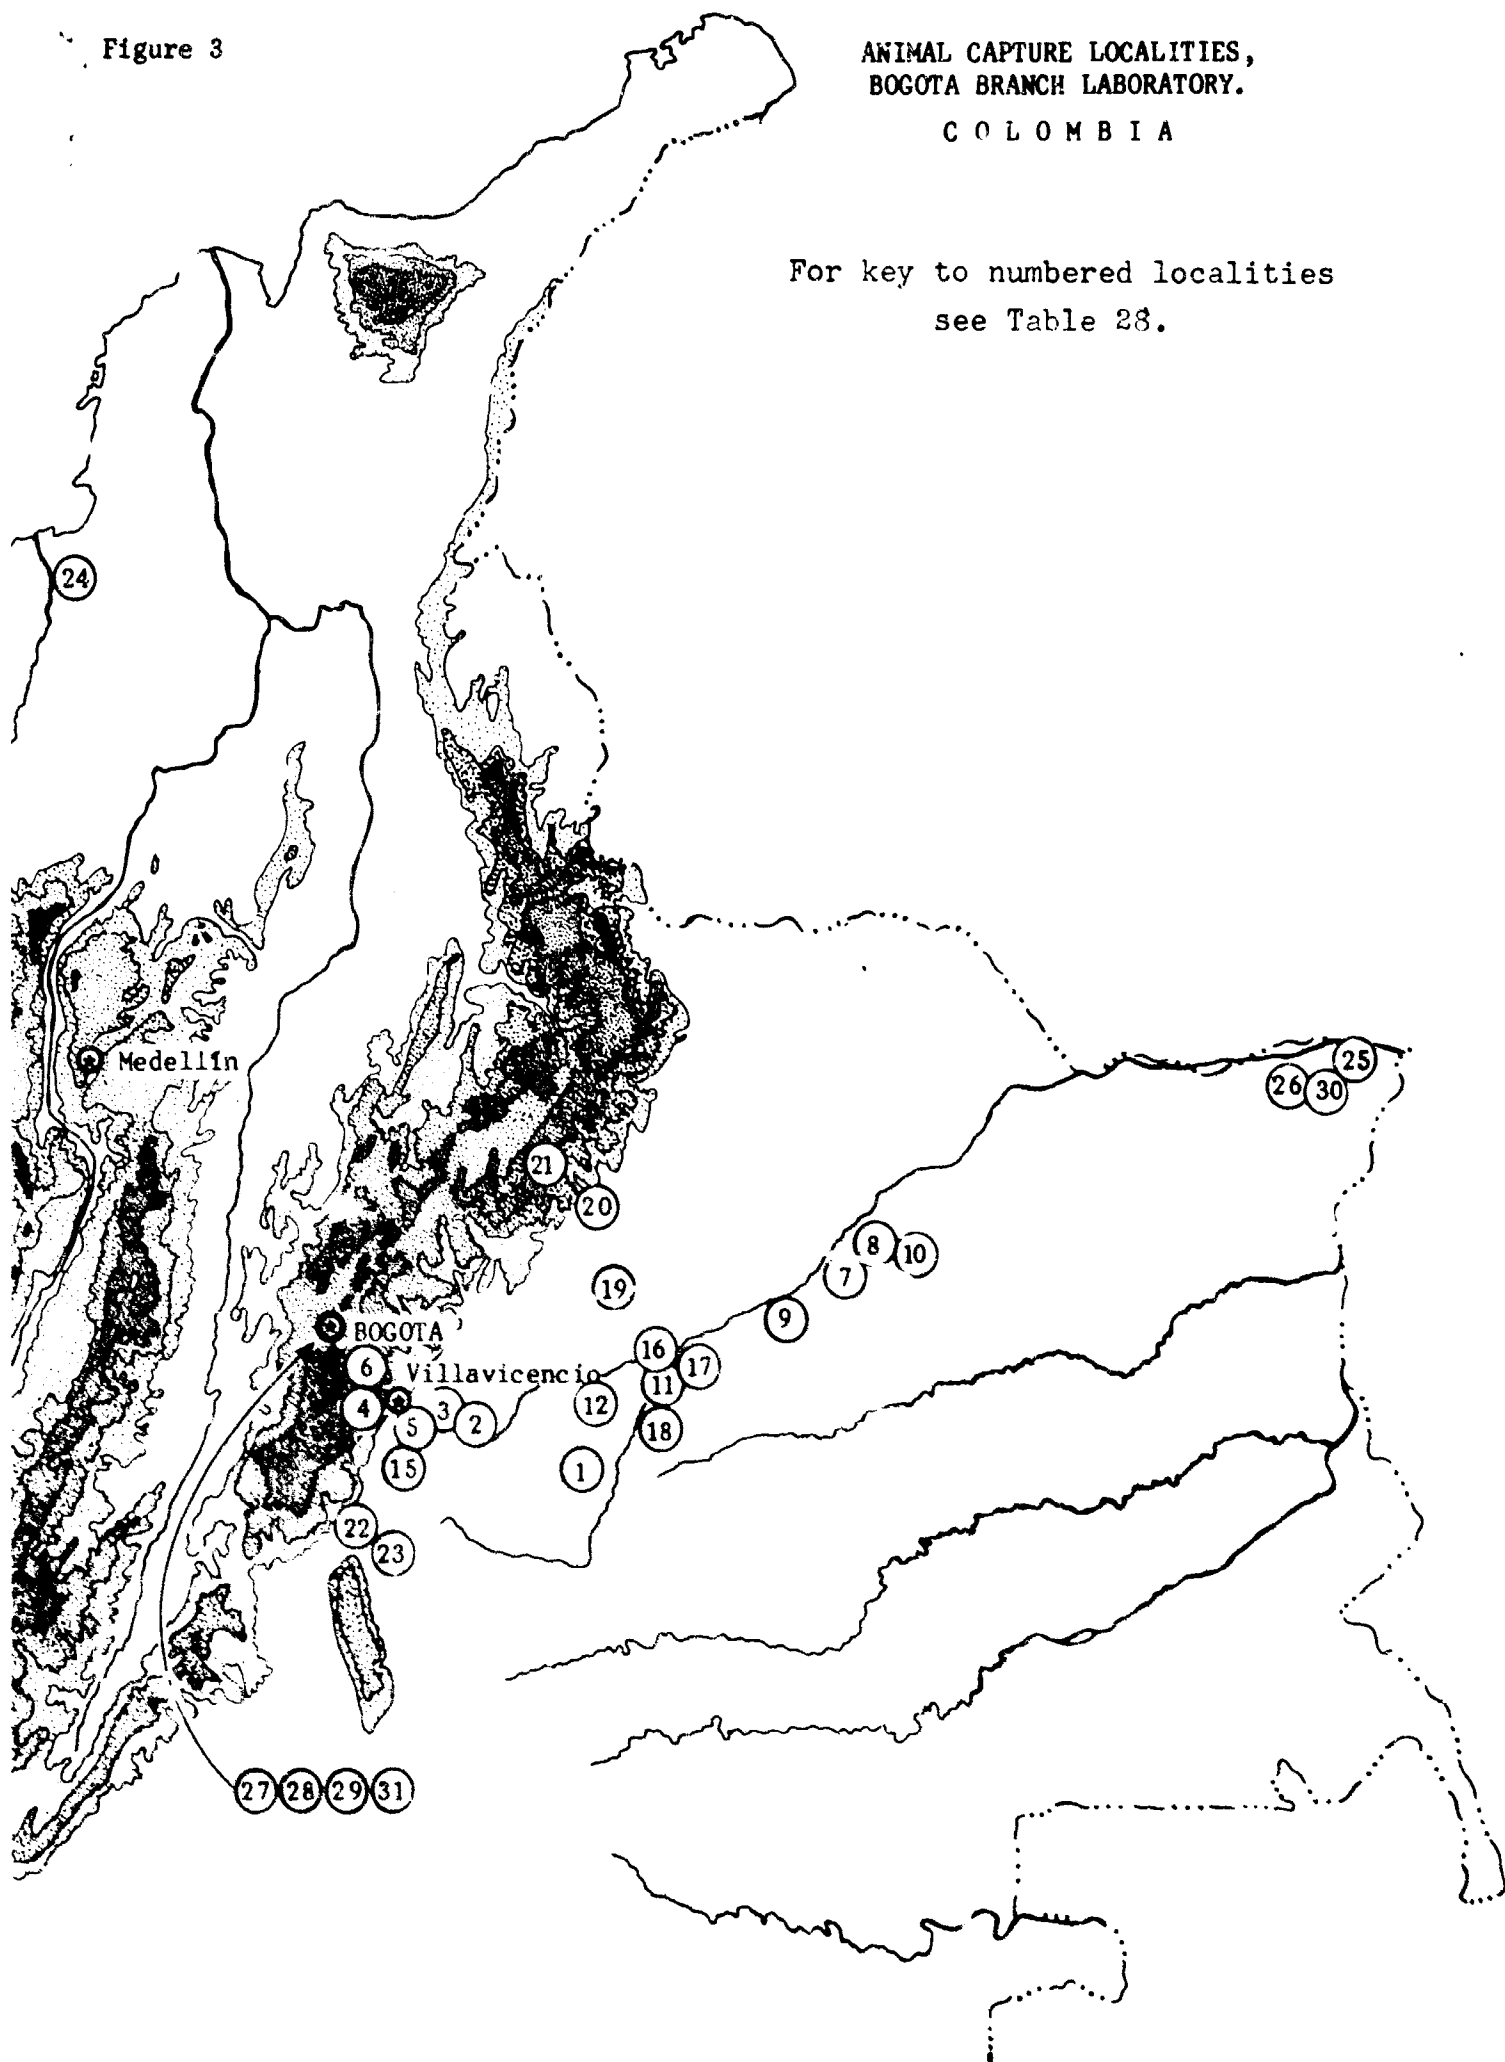 Figure 3
ANIMAL CAPTURE LOCALITIES,
BOGOTA BRANCH LABORATORY.
COLOMBIA
For key to numbered localities
see Table 28.
24
Medellín
25
26
30
21
20
8
10
7
19
9
BOGOTA
16
17
6
Villavicencio
11
12
4
3
5
2
18
15
1
22
23
27 28 29 31